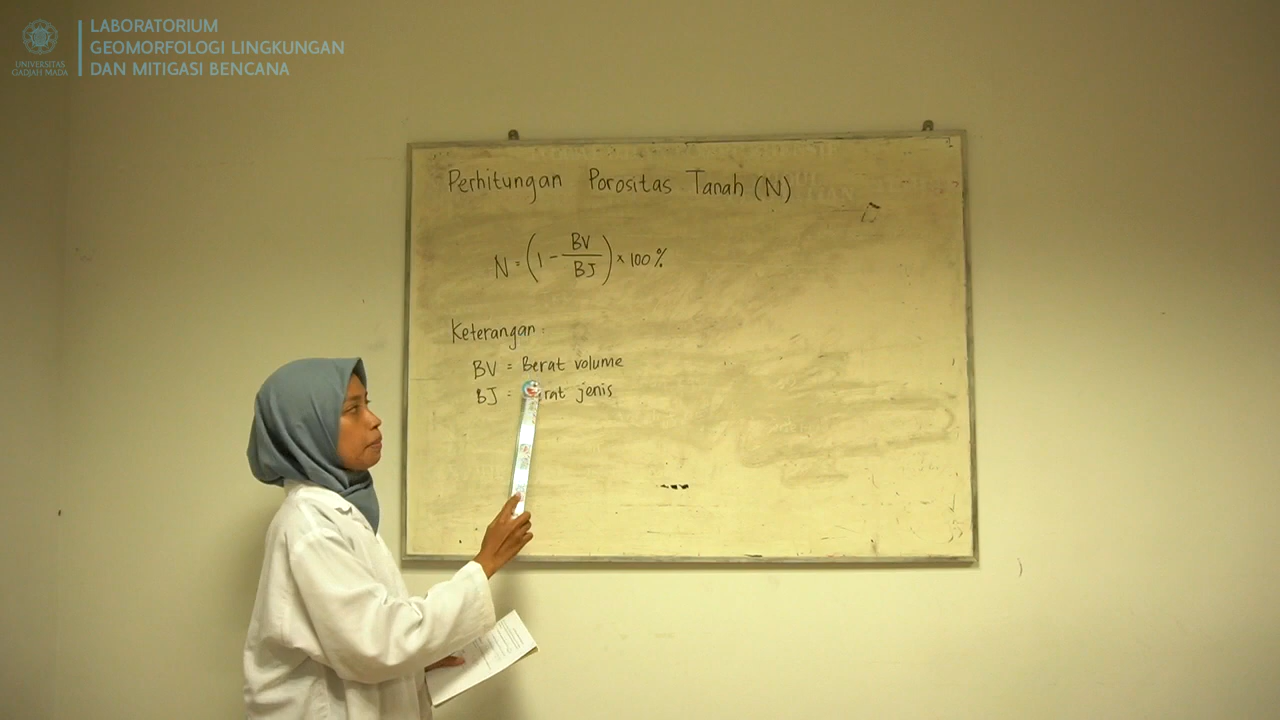 LABORATORIUM
GEOMORFOLOGI LINGKUNGAN
DAN MITIGASI BENCANA
UNIVERSITAS
GADJAH MADA
Perhitungan Porositas Tanah (N)
N = (1 - BV/BJ) × 100%
Keterangan :
BV = Berat volume
BJ = rat jenis